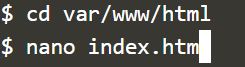 $ cd var/www/html
$ nano index.htm